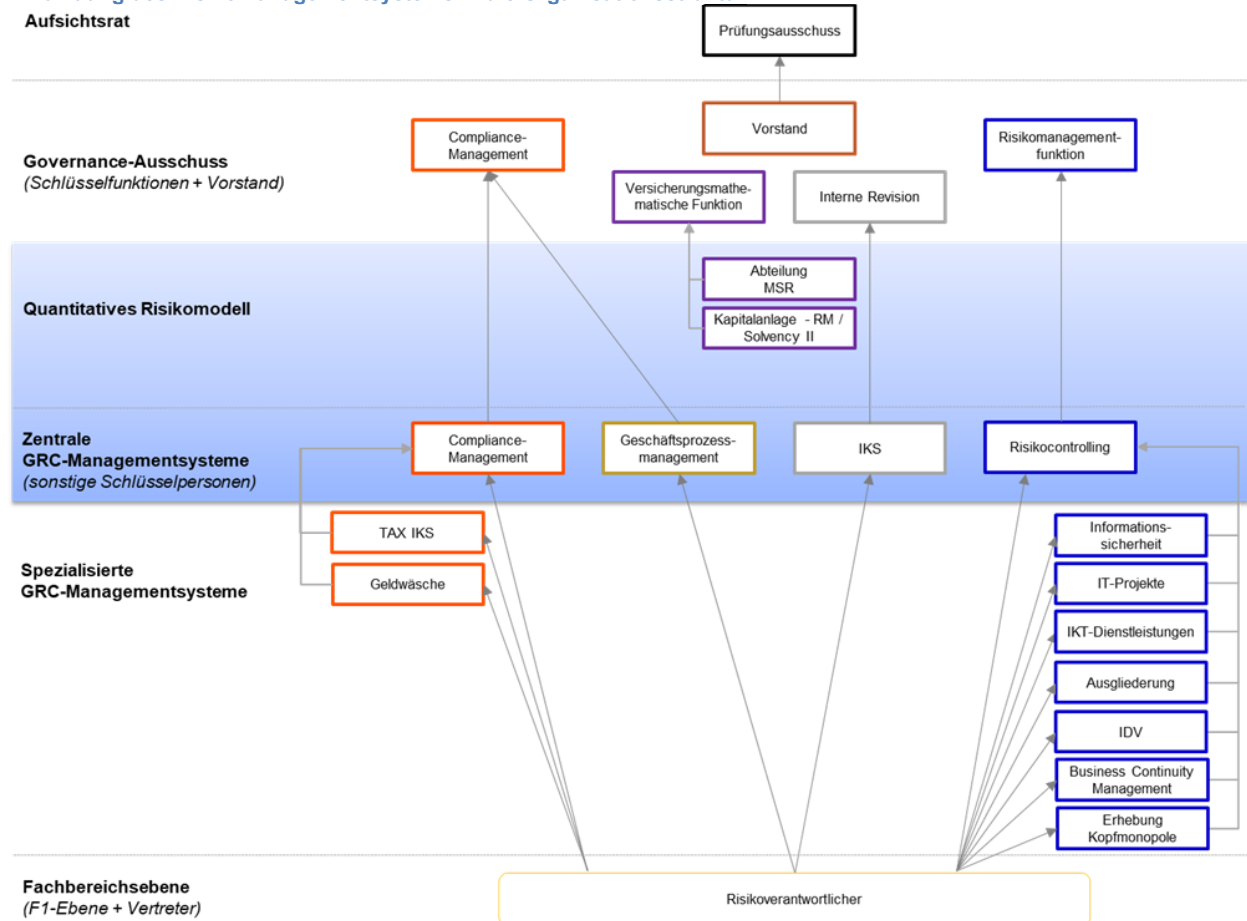 Aufsichtsrat
Prüfungsausschuss
Vorstand
Compliance-
Management
Risikomanagement-
funktion
Governance-Ausschuss
(Schlüsselfunktionen + Vorstand)
Versicherungsmathe-
matische Funktion
Interne Revision
Abteilung
MSR
Quantitatives Risikomodell
Kapitalanlage - RM /
Solvency II
Zentrale
GRC-Managementsysteme
(sonstige Schlüsselpersonen)
Compliance-
Management
Geschäftsprozess-
management
IKS
Risikocontrolling
TAX IKS
Geldwäsche
Spezialisierte
GRC-Managementsysteme
Informations-
sicherheit
IT-Projekte
IKT-Dienstleistungen
Ausgliederung
IDV
Business Continuity
Management
Erhebung
Kopfmonopole
Fachbereichsebene
(F1-Ebene + Vertreter)
Risikoverantwortlicher